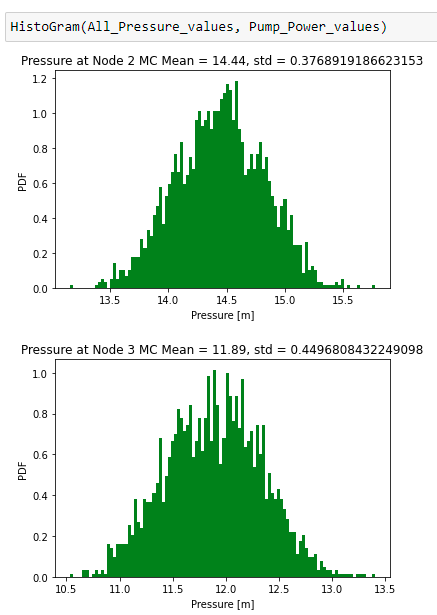 HistoGram(All_Pressure_values, Pump_Power_values)
Pressure at Node 2 MC Mean = 14.44, std = 0.3768919186623153
1.2
1.0
0.8
0.6
0.4
0.2
0.0
PDF
13.5 14.0 14.5 15.0 15.5
Pressure [m]
Pressure at Node 3 MC Mean = 11.89, std = 0.4496808432249098
1.0
0.8
0.6
0.4
0.2
0.0
PDF
10.5 11.0 11.5 12.0 12.5 13.0 13.5
Pressure [m]